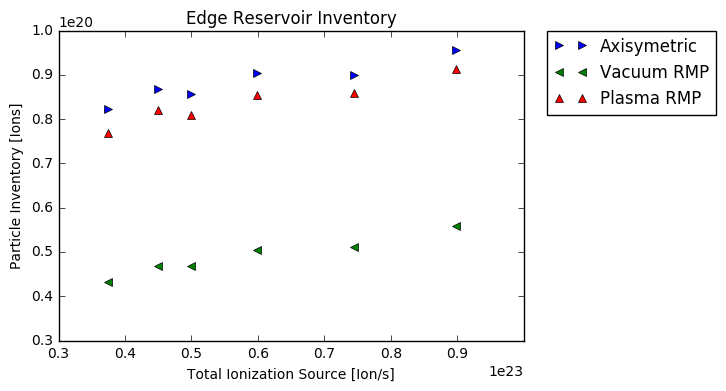 Edge Reservoir Inventory
1e20
1.0
0.9
0.8
0.7
0.6
0.5
0.4
0.3
Particle Inventory [Ions]
0.3 0.4 0.5 0.6 0.7 0.8 0.9
1e23
Total Ionization Source [Ion/s]
Axisymetric
Vacuum RMP
Plasma RMP